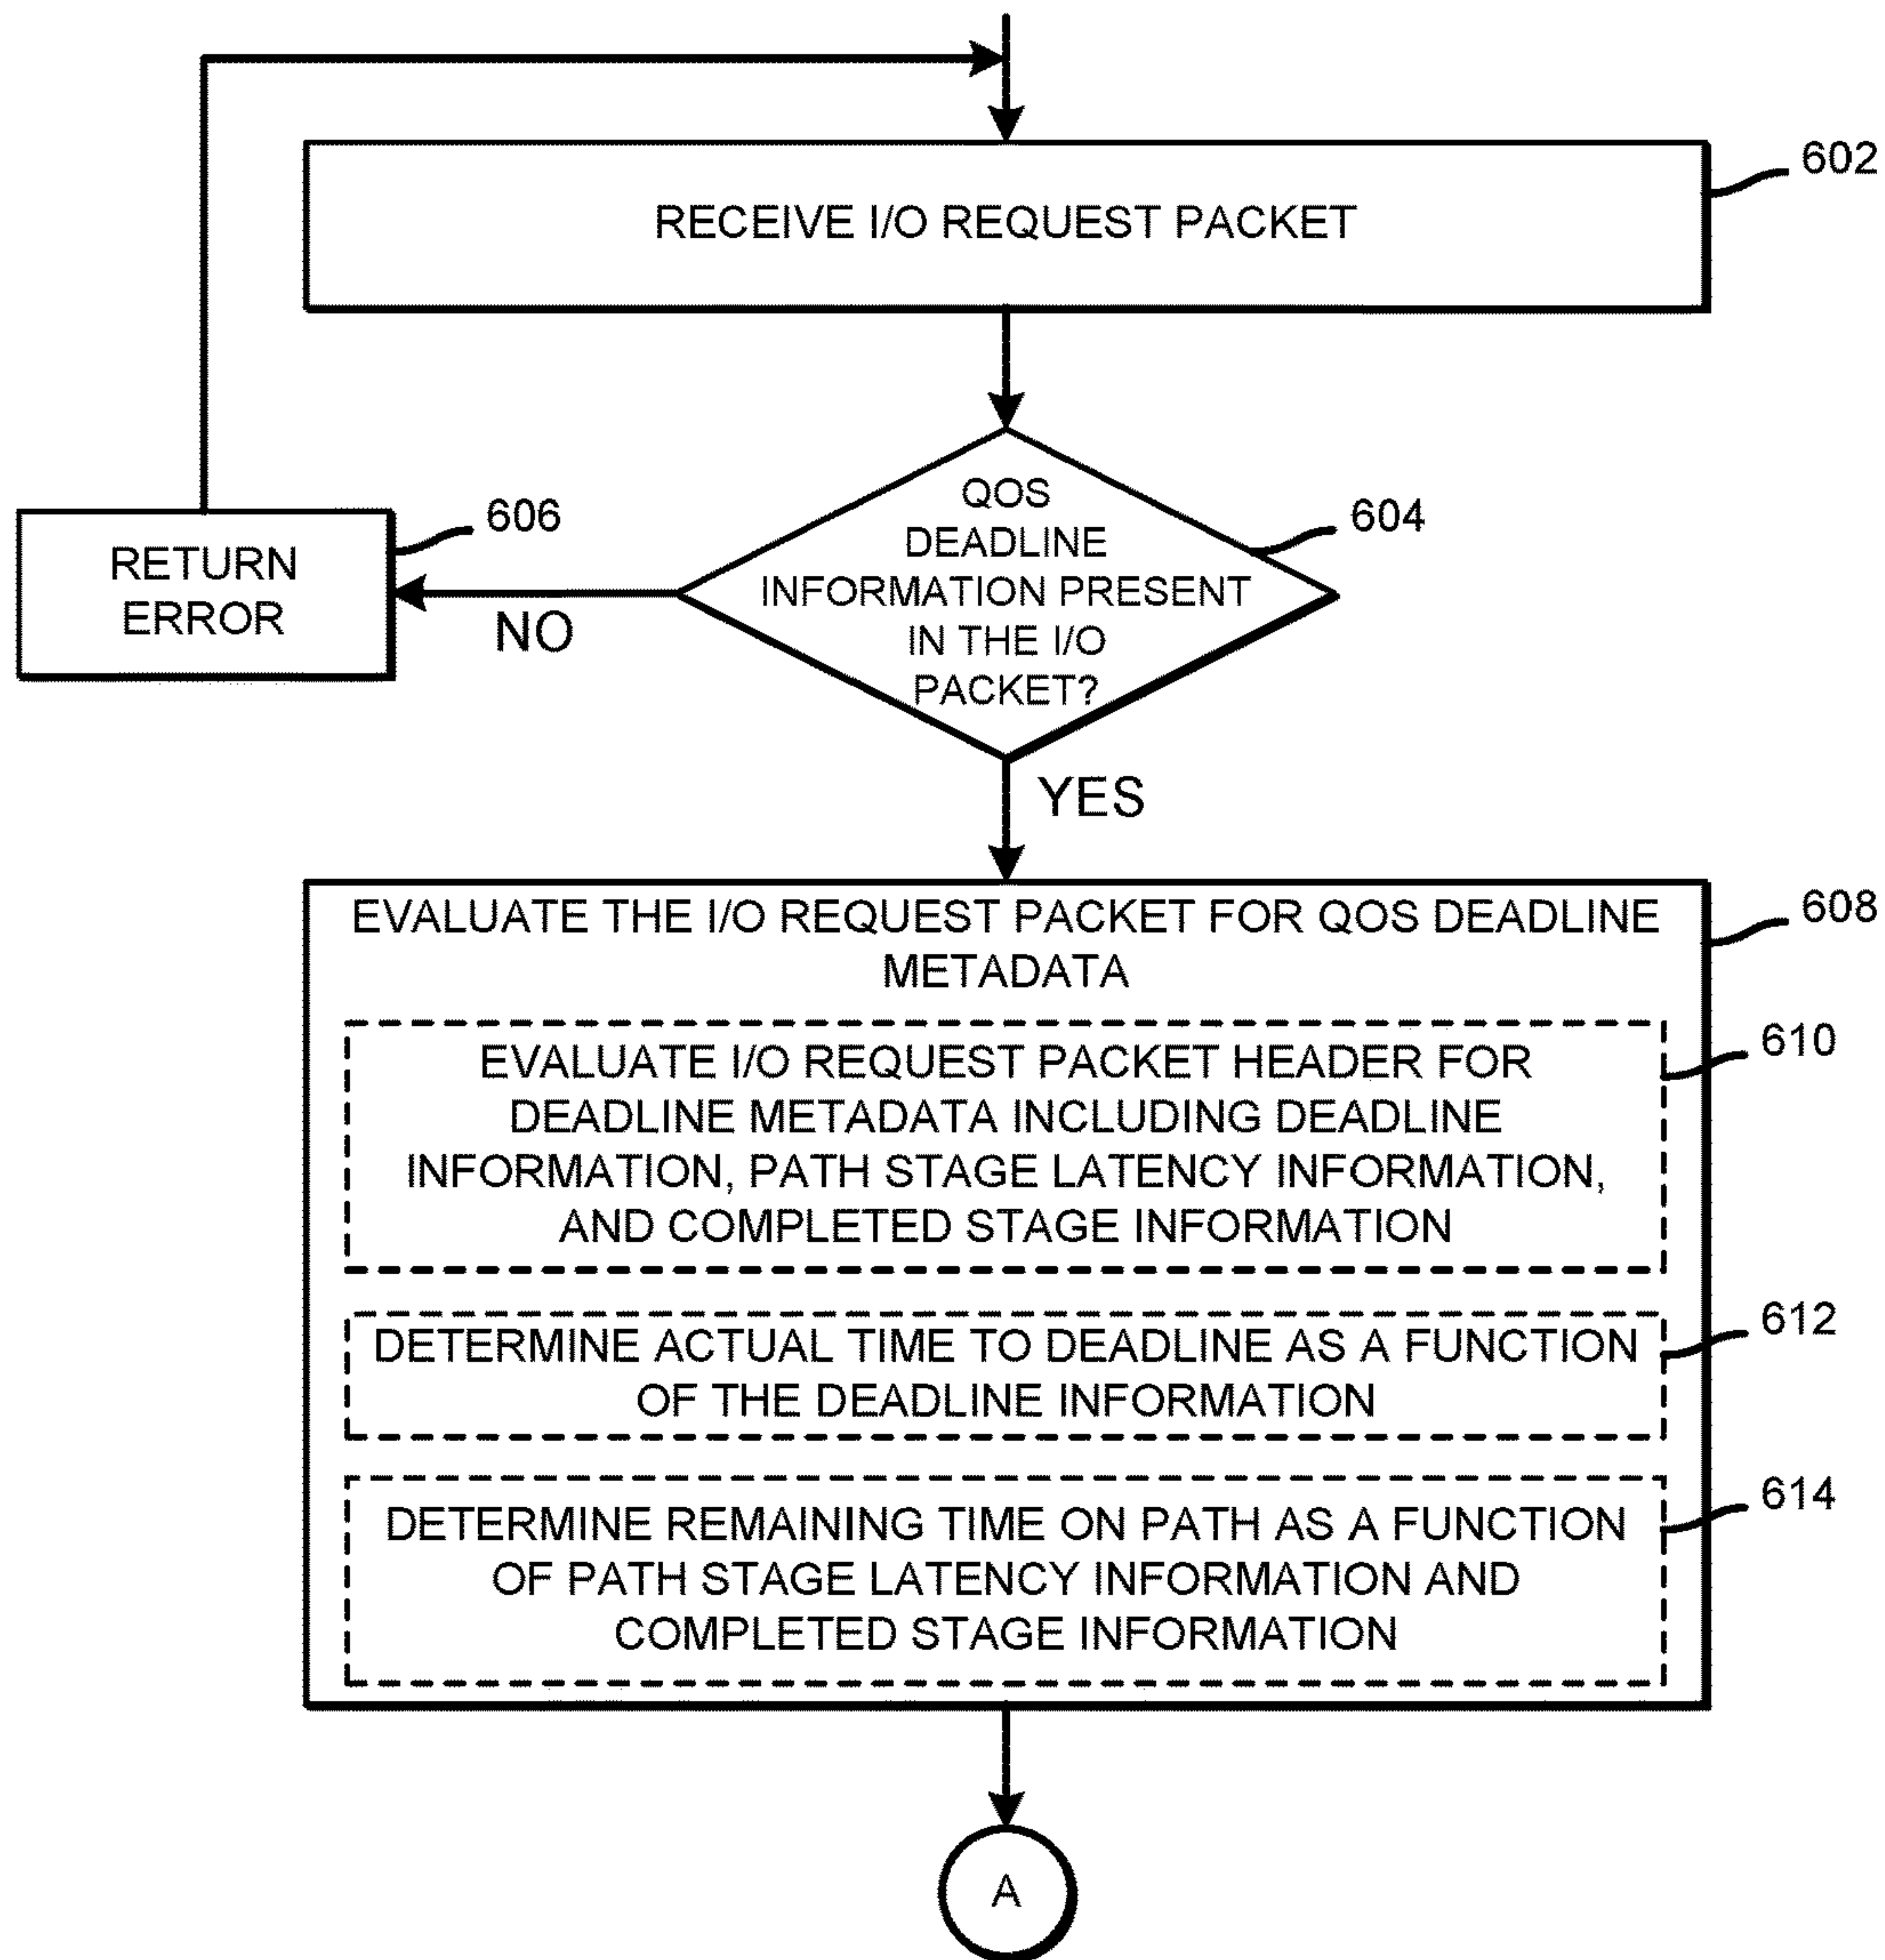 602
RECEIVE I/O REQUEST PACKET
QOS
DEADLINE
INFORMATION PRESENT
IN THE I/O
PACKET?
604
606
RETURN
ERROR
NO
YES
EVALUATE THE I/O REQUEST PACKET FOR QOS DEADLINE
METADATA
608
EVALUATE I/O REQUEST PACKET HEADER FOR
DEADLINE METADATA INCLUDING DEADLINE
INFORMATION, PATH STAGE LATENCY INFORMATION,
AND COMPLETED STAGE INFORMATION
610
DETERMINE ACTUAL TIME TO DEADLINE AS A FUNCTION
OF THE DEADLINE INFORMATION
612
DETERMINE REMAINING TIME ON PATH AS A FUNCTION
OF PATH STAGE LATENCY INFORMATION AND
COMPLETED STAGE INFORMATION
614
A